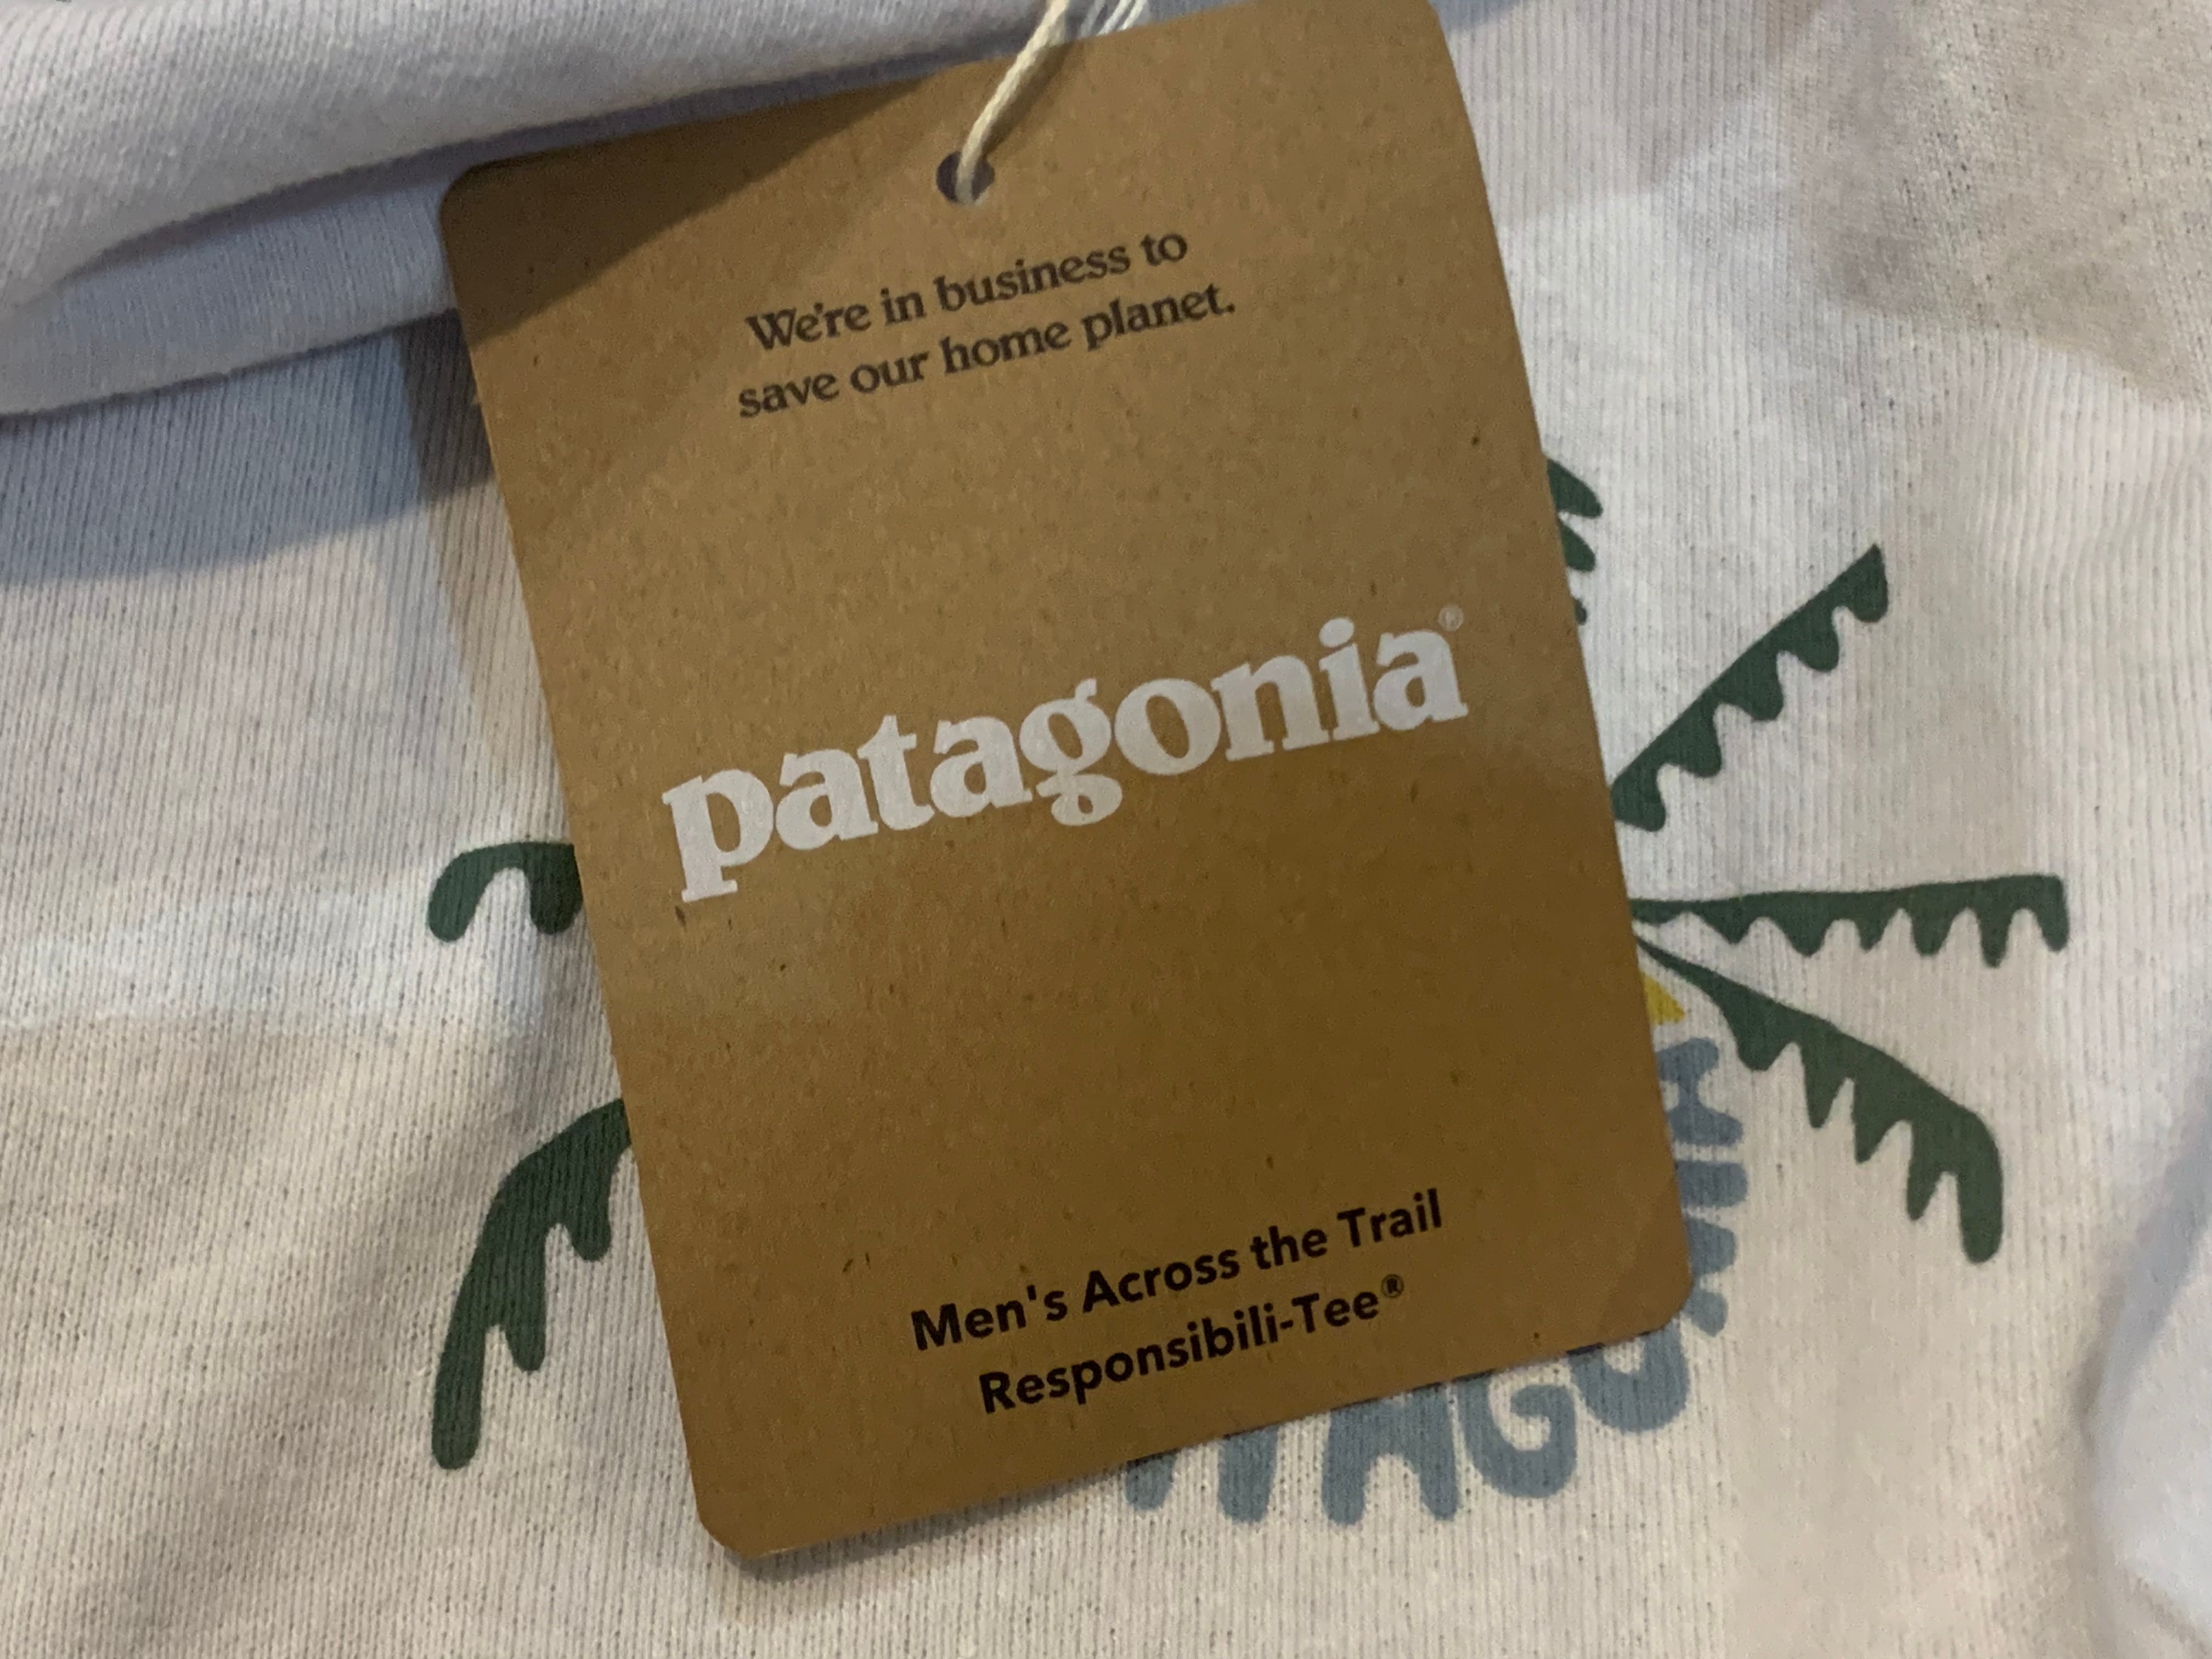 We're in business to
save our home planet.
patagonia®
Men's Across the Trail
Responsibili-Tee®